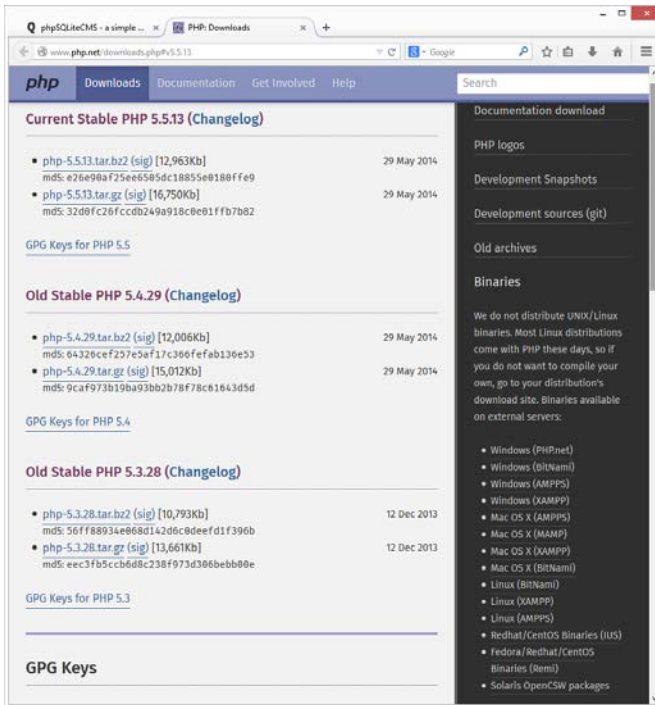 phpSQLiteCMS - a simple ... ×
PHP: Downloads ×
+
www.php.net/downloads.php#v5.5.13
Google
php
Downloads
Documentation
Get Involved
Help
Search
Current Stable PHP 5.5.13 (Changelog)
php-5.5.13.tar.bz2 (sig) [12,963Kb] 29 May 2014
md5: e26e90af25ee6505dc18855e0180ffe9
php-5.5.13.tar.gz (sig) [16,750Kb] 29 May 2014
md5: 32d0fc26fccdb249a918c0e01ffb7b82
GPG Keys for PHP 5.5
Old Stable PHP 5.4.29 (Changelog)
php-5.4.29.tar.bz2 (sig) [12,006Kb] 29 May 2014
md5: 64326cef257e5af17c366fefab136e53
php-5.4.29.tar.gz (sig) [15,012Kb] 29 May 2014
md5: 9caf973b19ba93bb2b78f78c61643d5d
GPG Keys for PHP 5.4
Old Stable PHP 5.3.28 (Changelog)
php-5.3.28.tar.bz2 (sig) [10,793Kb] 12 Dec 2013
md5: 56ff88934e068d142d6c0deefd1f396b
php-5.3.28.tar.gz (sig) [13,661Kb] 12 Dec 2013
md5: eec3fb5ccb6d8c238f973d306bebb00e
GPG Keys for PHP 5.3
GPG Keys
Documentation download
PHP logos
Development Snapshots
Development sources (git)
Old archives
Binaries
We do not distribute UNIX/Linux
binaries. Most Linux distributions
come with PHP these days, so if
you do not want to compile your
own, go to your distribution's
download site. Binaries available
on external servers:
Windows (PHP.net)
Windows (BitNami)
Windows (AMPPS)
Windows (XAMPP)
Mac OS X (AMPPS)
Mac OS X (MAMP)
Mac OS X (XAMPP)
Mac OS X (BitNami)
Linux (BitNami)
Linux (XAMPP)
Linux (AMPPS)
Redhat/CentOS Binaries (IUS)
Fedora/Redhat/CentOS
Binaries (Remi)
Solaris OpenCSW packages